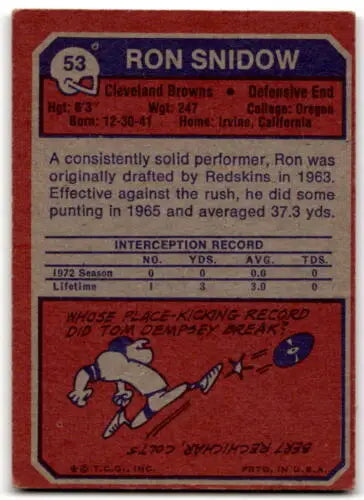 53
RON SNIDOW
Cleveland Browns ● Defensive End
Hgt: 6'3" Wgt: 247 College: Oregon
Born: 12-30-41 Home: Irvine, California
A consistently solid performer, Ron was
originally drafted by Redskins in 1963.
Effective against the rush, he did some
punting in 1965 and averaged 37.3 yds.
INTERCEPTION RECORD
NO. YDS. AVG. TDS.
1972 Season 0 0 0.0 0
Lifetime 1 3 3.0 0
WHOSE PLACE-KICKING RECORD
DID TOM DEMPSEY BREAK?
BERT RECHICHAR, COLTS
© T.C.G., INC. PRTD. IN U.S.A.